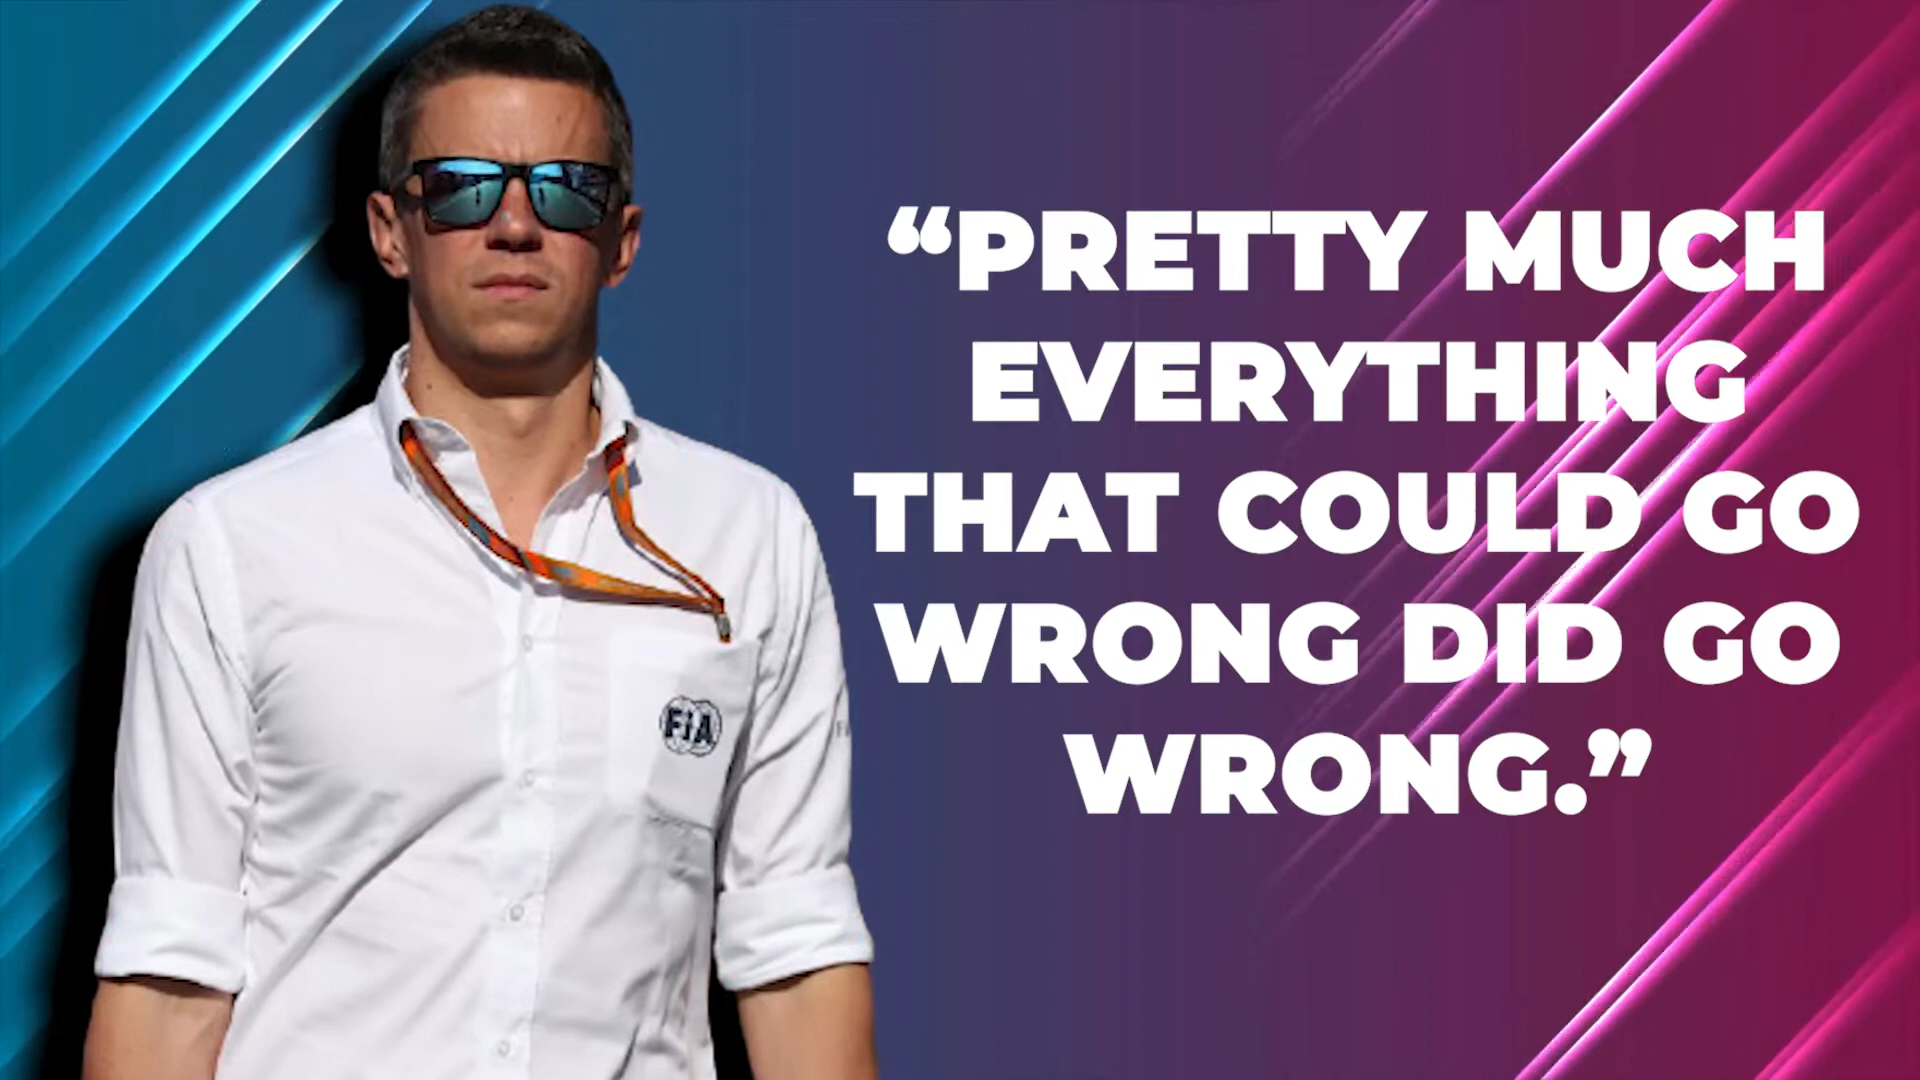 “PRETTY MUCH
EVERYTHING
THAT COULD GO
WRONG DID GO
WRONG.”
FIA